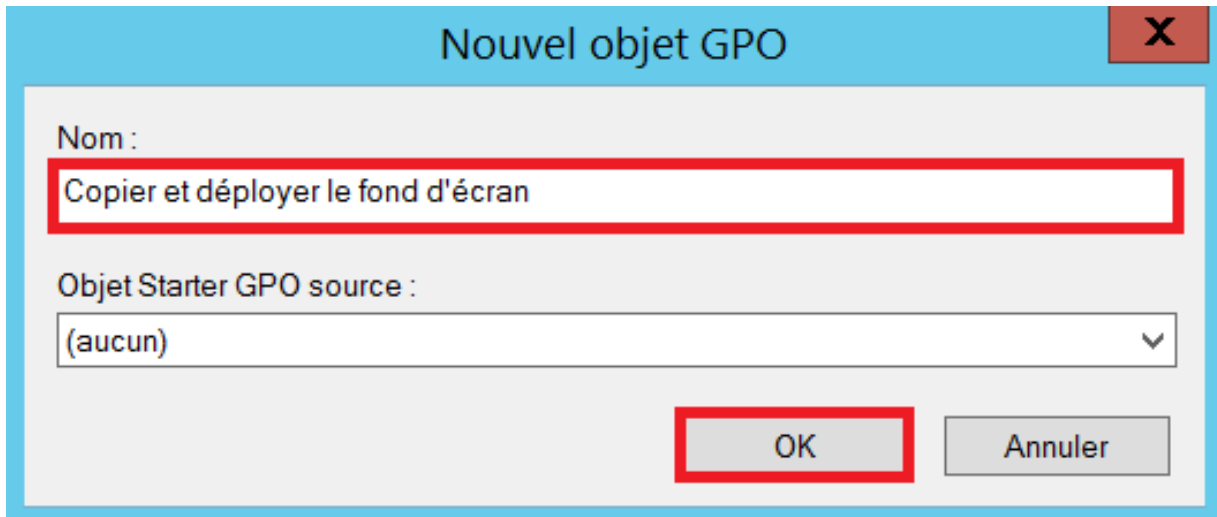 Nouvel objet GPO
X
Nom :
Copier et déployer le fond d'écran
Objet Starter GPO source :
(aucun)
OK Annuler